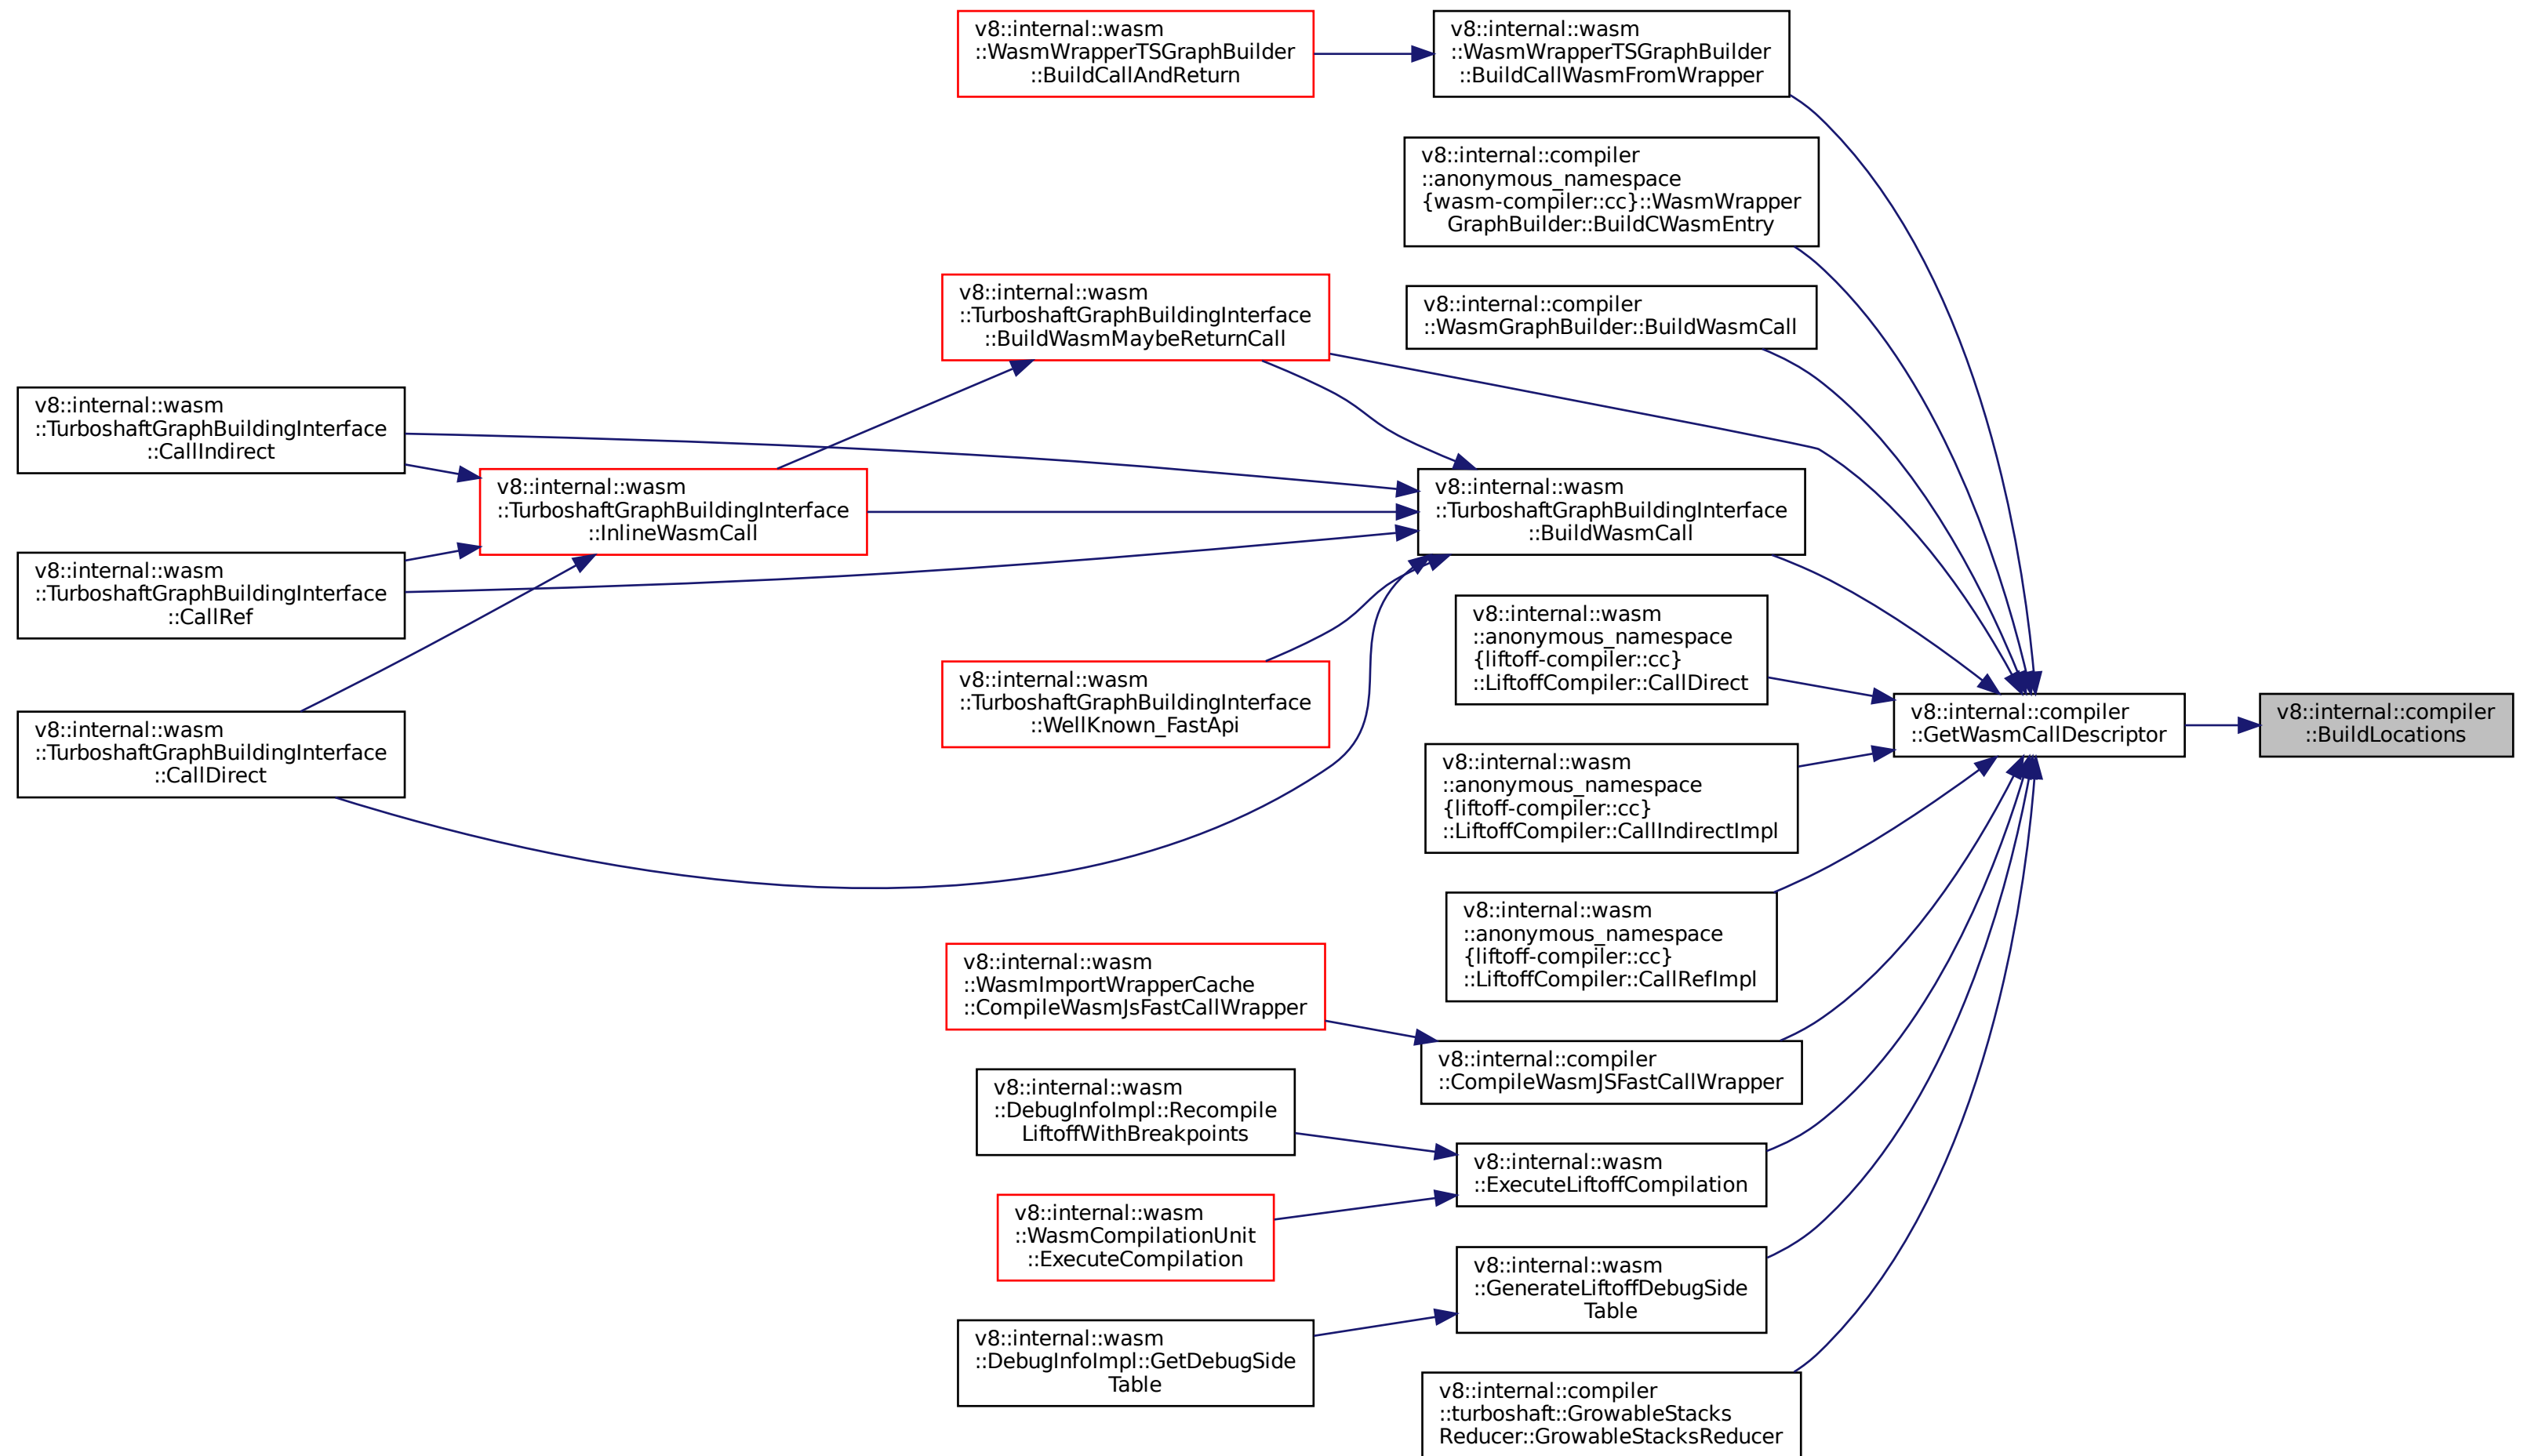 v8::internal::wasm
::WasmWrapperTSGraphBuilder
::BuildCallAndReturn
v8::internal::wasm
::WasmWrapperTSGraphBuilder
::BuildCallWasmFromWrapper
v8::internal::compiler
::anonymous_namespace
{wasm-compiler::cc}::WasmWrapper
GraphBuilder::BuildCWasmEntry
v8::internal::wasm
::TurboshaftGraphBuildingInterface
::BuildWasmMaybeReturnCall
v8::internal::compiler
::WasmGraphBuilder::BuildWasmCall
v8::internal::wasm
::TurboshaftGraphBuildingInterface
::CallIndirect
v8::internal::wasm
::TurboshaftGraphBuildingInterface
::InlineWasmCall
v8::internal::wasm
::TurboshaftGraphBuildingInterface
::BuildWasmCall
v8::internal::wasm
::TurboshaftGraphBuildingInterface
::CallRef
v8::internal::wasm
::anonymous_namespace
{liftoff-compiler::cc}
::LiftoffCompiler::CallDirect
v8::internal::wasm
::TurboshaftGraphBuildingInterface
::WellKnown_FastApi
v8::internal::compiler
::GetWasmCallDescriptor
v8::internal::compiler
::BuildLocations
v8::internal::wasm
::TurboshaftGraphBuildingInterface
::CallDirect
v8::internal::wasm
::anonymous_namespace
{liftoff-compiler::cc}
::LiftoffCompiler::CallIndirectImpl
v8::internal::wasm
::anonymous_namespace
{liftoff-compiler::cc}
::LiftoffCompiler::CallRefImpl
v8::internal::wasm
::WasmImportWrapperCache
::CompileWasmJsFastCallWrapper
v8::internal::compiler
::CompileWasmJSFastCallWrapper
v8::internal::wasm
::DebugInfoImpl::Recompile
LiftoffWithBreakpoints
v8::internal::wasm
::ExecuteLiftoffCompilation
v8::internal::wasm
::WasmCompilationUnit
::ExecuteCompilation
v8::internal::wasm
::GenerateLiftoffDebugSide
Table
v8::internal::wasm
::DebugInfoImpl::GetDebugSide
Table
v8::internal::compiler
::turboshaft::GrowableStacks
Reducer::GrowableStacksReducer